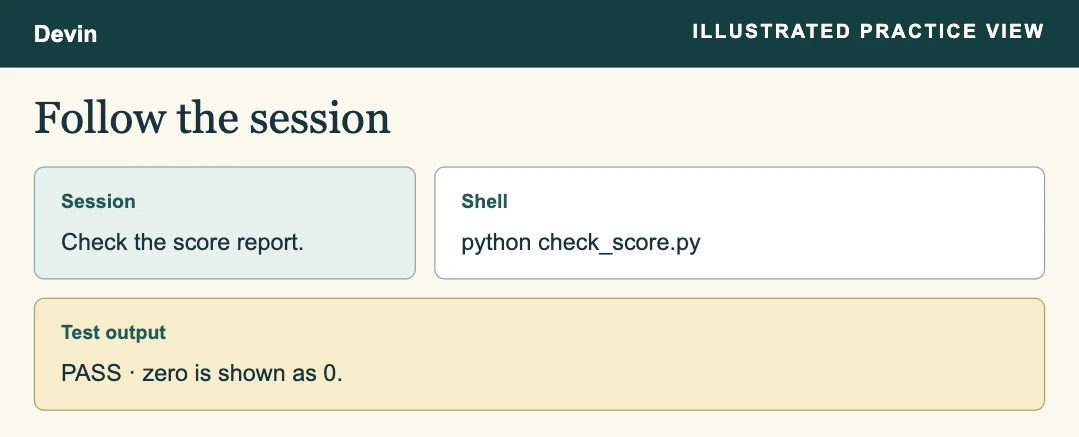 Devin
ILLUSTRATED PRACTICE VIEW
Follow the session
Session
Check the score report.
Shell
python check_score.py
Test output
PASS · zero is shown as 0.